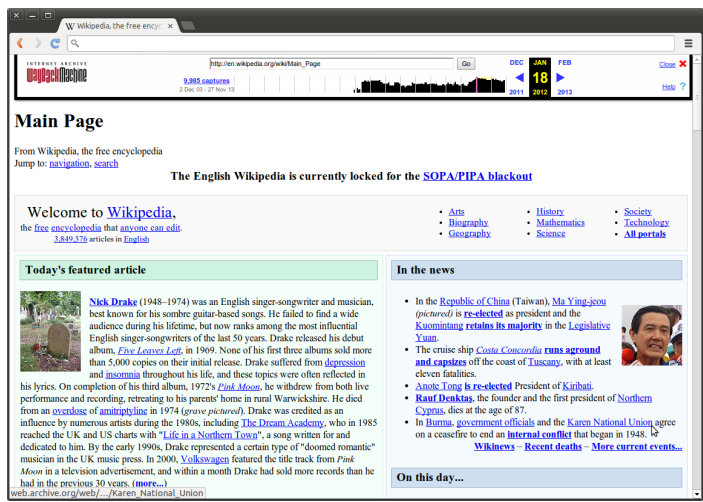 Wikipedia, the free encyc
INTERNET ARCHIVE
WayBackMachine
http://en.wikipedia.org/wiki/Main_Page
Go
9,985 captures
2 Dec 03 - 27 Nov 13
DEC JAN FEB
18
2011 2012 2013
Close
Help ?
Main Page
From Wikipedia, the free encyclopedia
Jump to: navigation, search
The English Wikipedia is currently locked for the SOPA/PIPA blackout
Welcome to Wikipedia,
the free encyclopedia that anyone can edit.
3,849,376 articles in English
• Arts
• Biography
• Geography
• History
• Mathematics
• Science
• Society
• Technology
• All portals
Today's featured article
Nick Drake (1948–1974) was an English singer-songwriter and musician,
best known for his sombre guitar-based songs. He failed to find a wide
audience during his lifetime, but now ranks among the most influential
English singer-songwriters of the last 50 years. Drake released his debut
album, Five Leaves Left, in 1969. None of his first three albums sold more
than 5,000 copies on their initial release. Drake suffered from depression
and insomnia throughout his life, and these topics were often reflected in
his lyrics. On completion of his third album, 1972's Pink Moon, he withdrew from both live
performance and recording, retreating to his parents' home in rural Warwickshire. He died
from an overdose of amitriptyline in 1974 (grave pictured). Drake was credited as an
influence by numerous artists during the 1980s, including The Dream Academy, who in 1985
reached the UK and US charts with "Life in a Northern Town", a song written for and
dedicated to him. By the early 1990s, Drake represented a certain type of "doomed romantic"
musician in the UK music press. In 2000, Volkswagen featured the title track from Pink
Moon in a television advertisement, and within a month Drake had sold more records than he
had in the previous 30 years. (more...)
In the news
• In the Republic of China (Taiwan), Ma Ying-jeou
(pictured) is re-elected as president and the
Kuomintang retains its majority in the Legislative
Yuan.
• The cruise ship Costa Concordia runs aground
and capsizes off the coast of Tuscany, with at least
eleven fatalities.
• Anote Tong is re-elected President of Kiribati.
• Rauf Denktaş, the founder and the first president of Northern
Cyprus, dies at the age of 87.
• In Burma, government officials and the Karen National Union agree
on a ceasefire to end an internal conflict that began in 1948.
Wikinews – Recent deaths – More current events...
On this day...
web.archive.org/web/.../Karen_National_Union